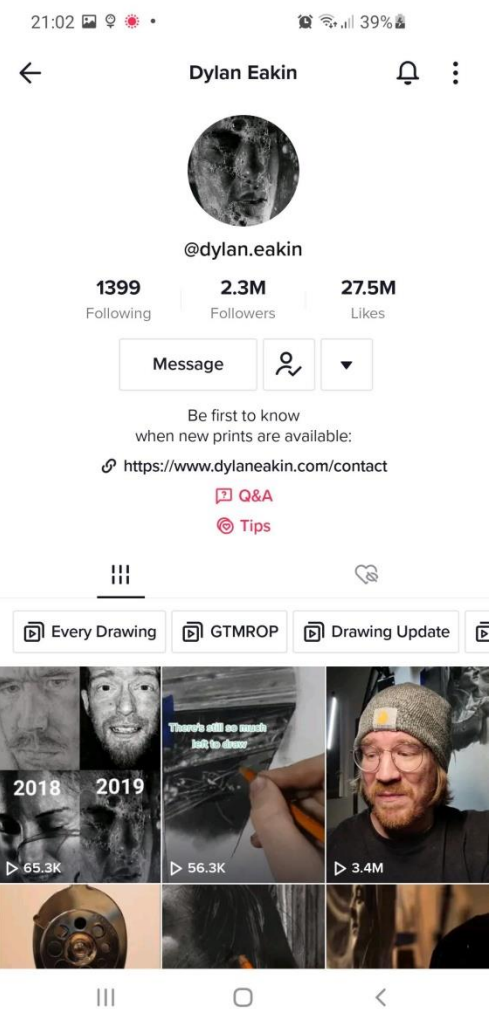 21:02
39%
Dylan Eakin
@dylan.eakin
1399
2.3M
27.5M
Following
Followers
Likes
Message
Be first to know
when new prints are available:
https://www.dylaneakin.com/contact
Q&A
Tips
Every Drawing
GTMROP
Drawing Update
There's still so much
left to draw
2018
2019
65.3K
56.3K
3.4M